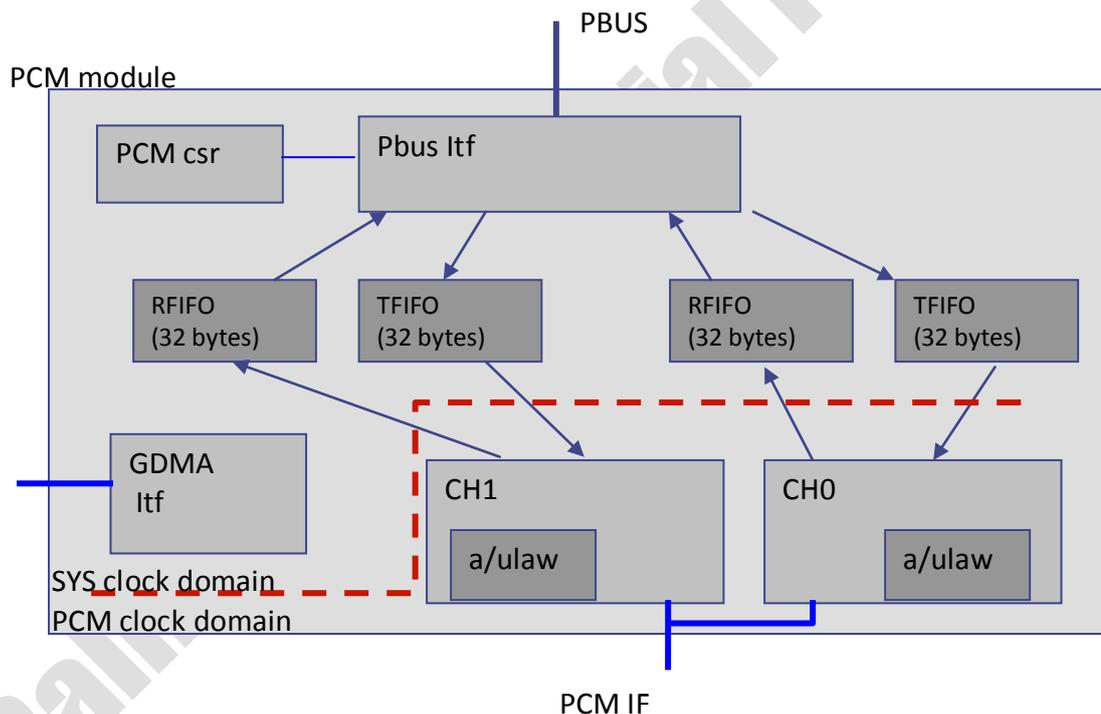 PBUS
PCM module
PCM csr
Pbus Itf
RFIFO
(32 bytes)
TFIFO
(32 bytes)
RFIFO
(32 bytes)
TFIFO
(32 bytes)
GDMA
Itf
CH1
CH0
a/ulaw
a/ulaw
SYS clock domain
PCM clock domain
PCM IF